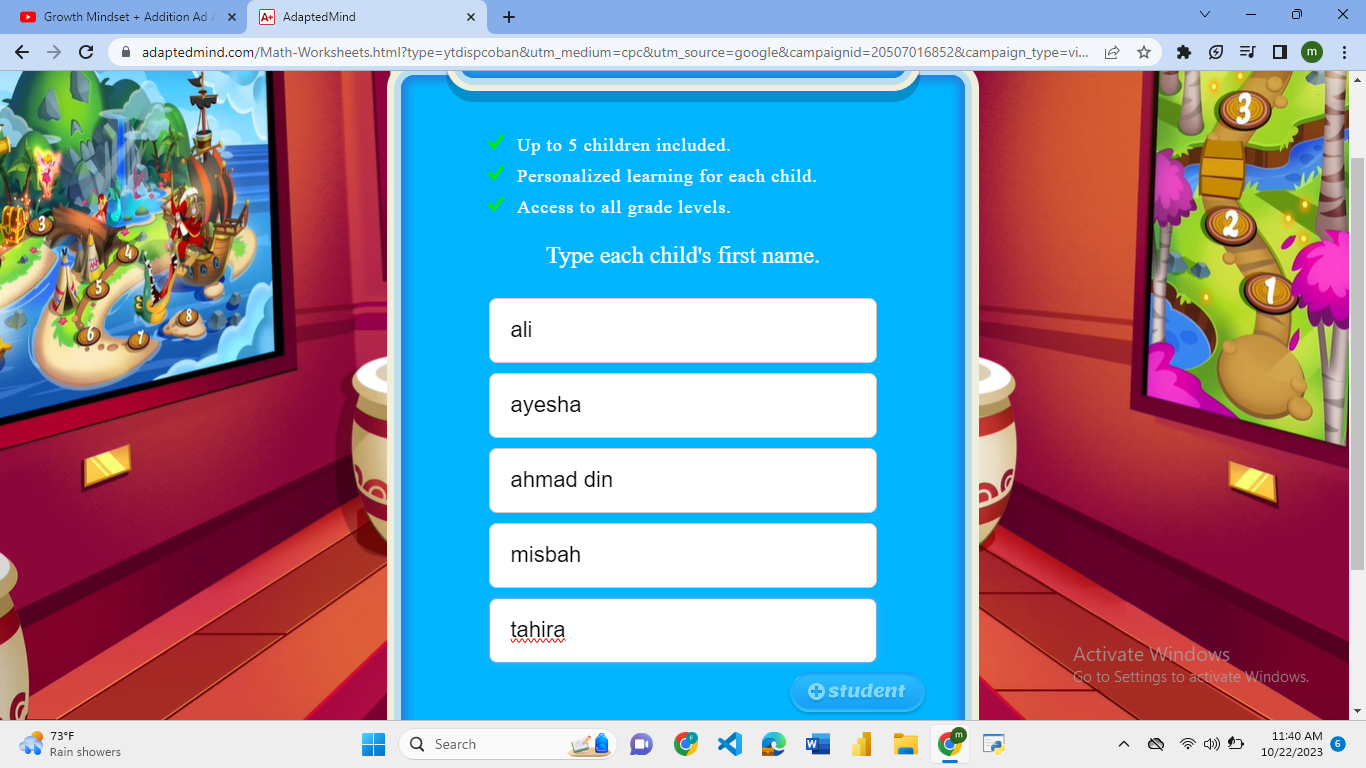 Growth Mindset + Addition Ad
AdaptedMind
adaptedmind.com/Math-Worksheets.html?type=ytdispcoban&utm_medium=cpc&utm_source=google&campaignid=20507016852&campaign_type=vi...
m
Up to 5 children included.
Personalized learning for each child.
Access to all grade levels.
Type each child's first name.
ali
ayesha
ahmad din
misbah
tahira
student
3
4
5
6
7
8
3
2
1
Activate Windows
Go to Settings to activate Windows.
73°F
Rain showers
Search
11:40 AM
10/22/2023
6